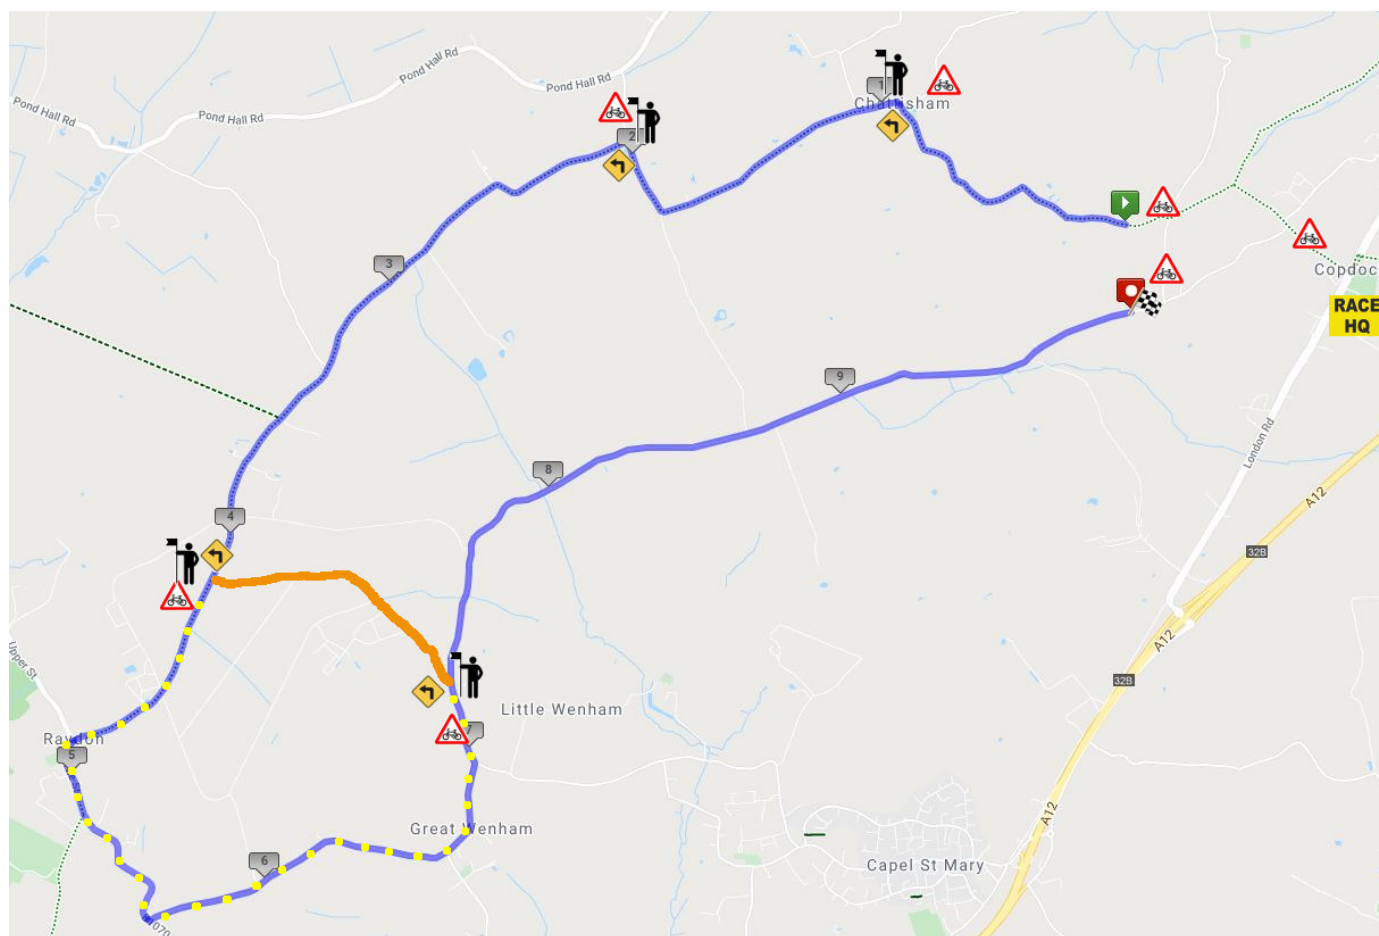 Pond Hall Rd
Pond Hall Rd
Pond Hall Rd
Pond Hall Rd
1
2
3
Copdoc
RACE
HQ
9
8
London Rd
A12
4
32B
A12
Upper St
32B
Little Wenham
7
Raydon
5
A12
Great Wenham
6
Capel St Mary
070